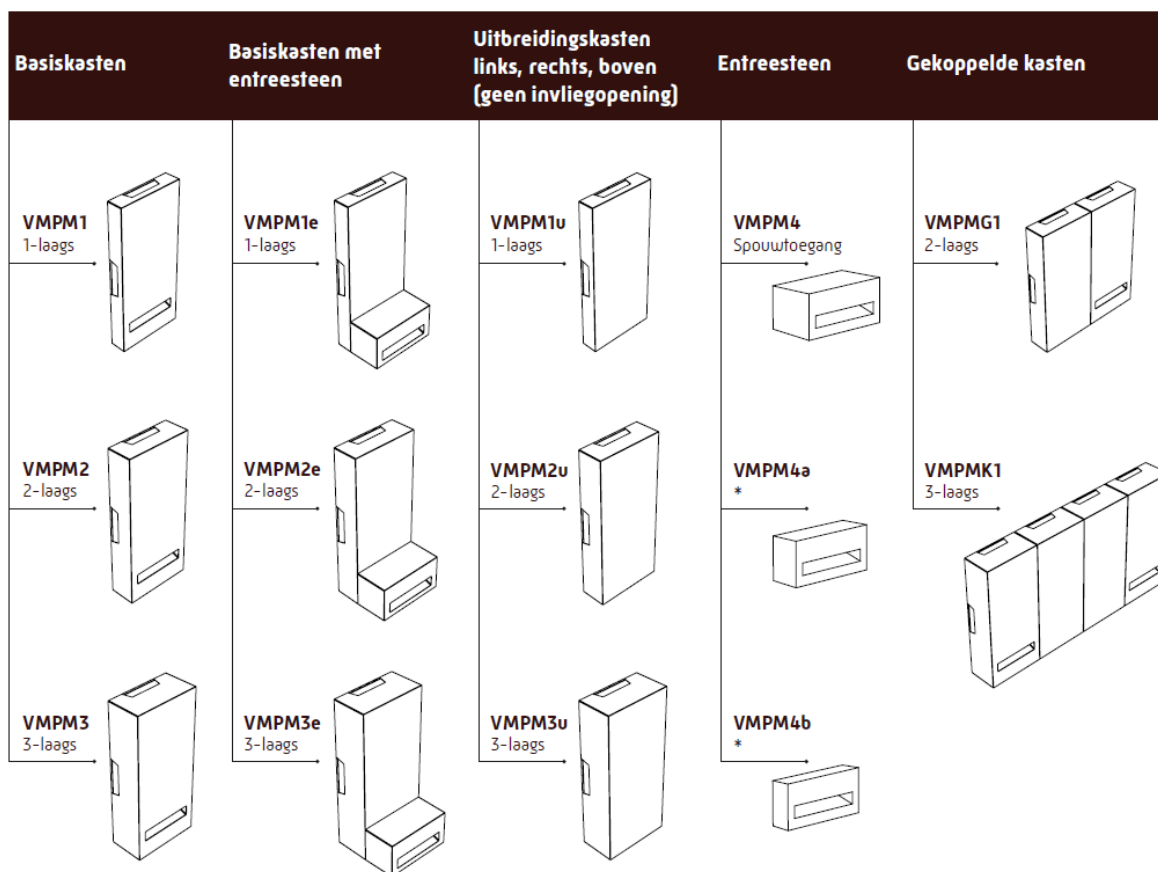 Basiskasten
Basiskasten met
entreesteen
Uitbreidingskasten
links, rechts, boven
(geen invliegopening)
Entreesteen
Gekoppelde kasten
VMPM1
1-laags
VMPM1e
1-laags
VMPM1u
1-laags
VMPM4
Spouwtoegang
VMPMG1
2-laags
VMPM2
2-laags
VMPM2e
2-laags
VMPM2u
2-laags
VMPM4a
*
VMPMK1
3-laags
VMPM3
3-laags
VMPM3e
3-laags
VMPM3u
3-laags
VMPM4b
*